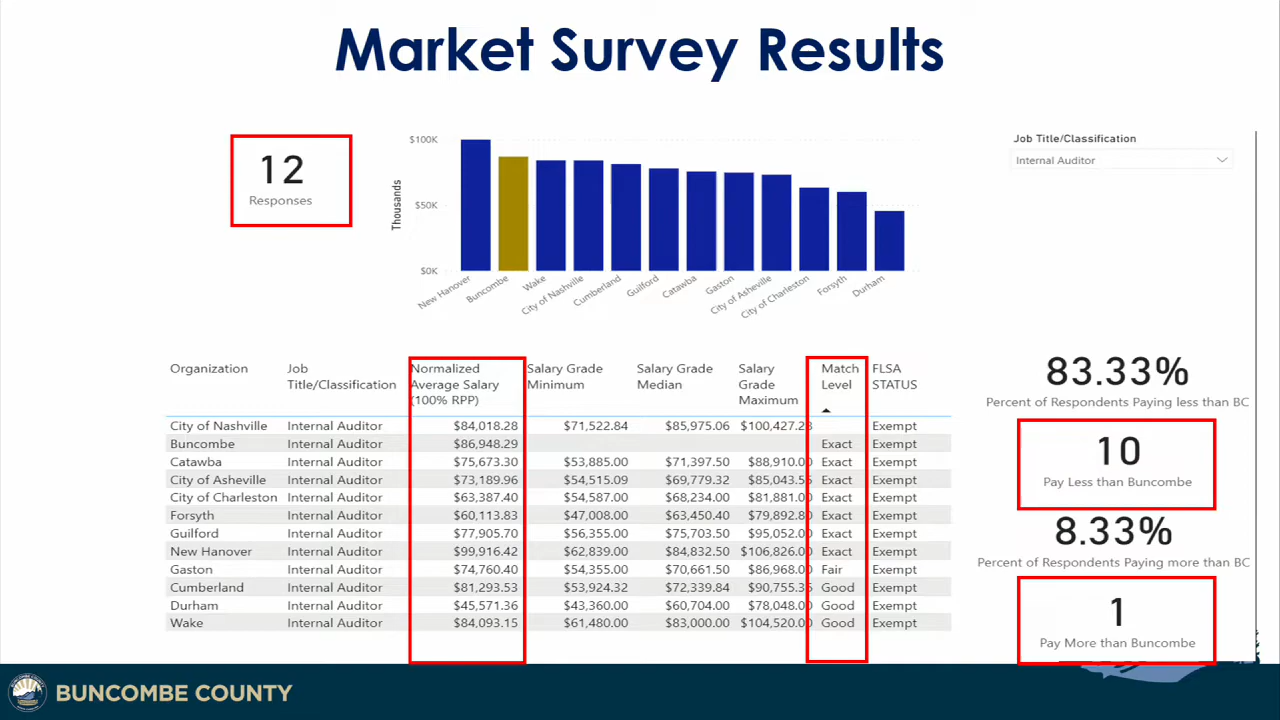 Market Survey Results
12
Responses
Thousands
$100K
$50K
$0K
New Hanover
Buncombe
Wake
City of Nashville
Cumberland
Guilford
Catawba
Gaston
City of Asheville
City of Charleston
Forsyth
Durham
Job Title/Classification
Internal Auditor
Organization Job Title/Classification Normalized Average Salary (100% RPP) Salary Grade Minimum Salary Grade Median Salary Grade Maximum Match Level FLSA STATUS
City of Nashville Internal Auditor $84,018.28 $71,522.84 $85,975.06 $100,427.28 Exempt
Buncombe Internal Auditor $86,948.29 Exact Exempt
Catawba Internal Auditor $75,673.30 $53,885.00 $71,397.50 $88,910.00 Exact Exempt
City of Asheville Internal Auditor $73,189.96 $54,515.09 $69,779.32 $85,043.55 Exact Exempt
City of Charleston Internal Auditor $63,387.40 $54,587.00 $68,234.00 $81,881.00 Exact Exempt
Forsyth Internal Auditor $60,113.83 $47,008.00 $63,450.40 $79,892.80 Exact Exempt
Guilford Internal Auditor $77,905.70 $56,355.00 $75,703.50 $95,052.00 Exact Exempt
New Hanover Internal Auditor $99,916.42 $62,839.00 $84,832.50 $106,826.00 Exact Exempt
Gaston Internal Auditor $74,760.40 $54,355.00 $70,661.50 $86,968.00 Fair Exempt
Cumberland Internal Auditor $81,293.53 $53,924.32 $72,339.84 $90,755.35 Good Exempt
Durham Internal Auditor $45,571.36 $43,360.00 $60,704.00 $78,048.00 Good Exempt
Wake Internal Auditor $84,093.15 $61,480.00 $83,000.00 $104,520.00 Good Exempt
83.33%
Percent of Respondents Paying less than BC
10
Pay Less than Buncombe
8.33%
Percent of Respondents Paying more than BC
1
Pay More than Buncombe
BUNCOMBE COUNTY